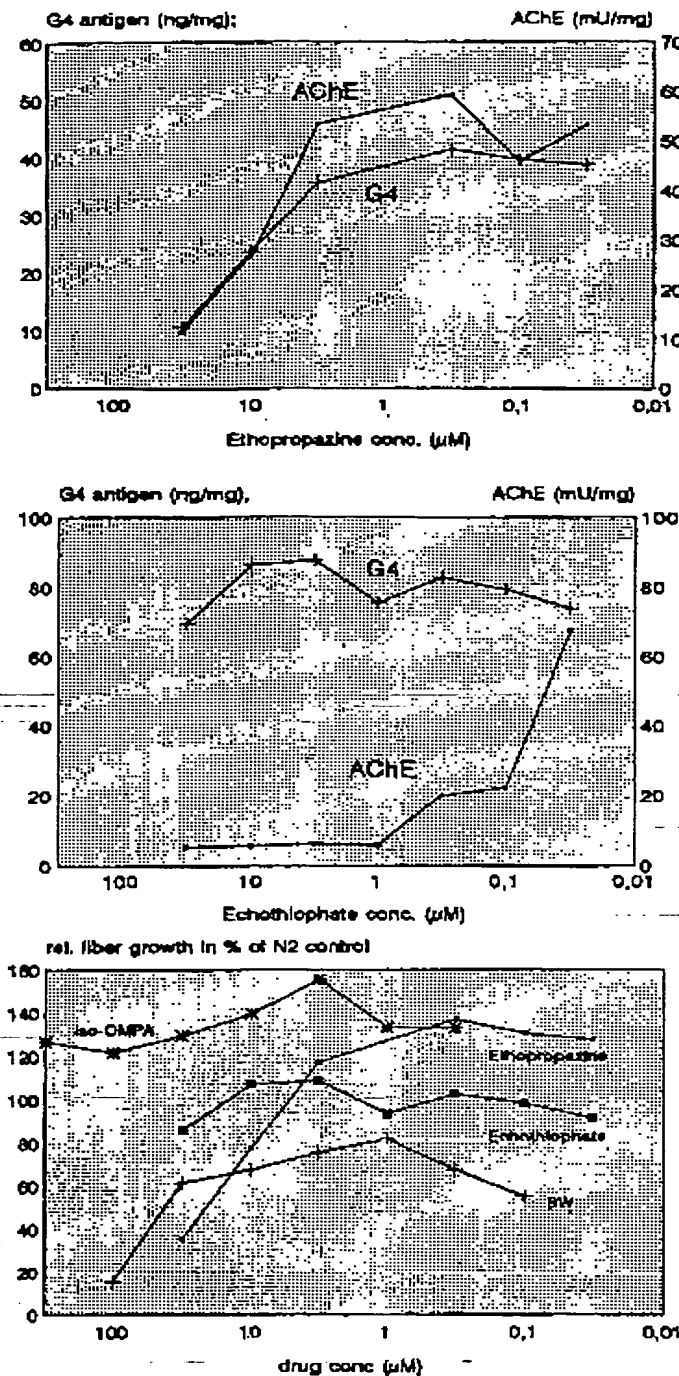 G4 antigen (ng/mg); AChE (mU/mg)
60 70
50 60
40 50
30 40
20 30
10 20
0 10
0
AChE
G4
100 10 1 0,1 0,01
Ethopropazine conc. (µM)
G4 antigen (ng/mg), AChE (mU/mg)
100 100
80 80
60 60
40 40
20 20
0 0
G4
AChE
100 10 1 0,1 0,01
Echothiophate conc. (µM)
rel. fiber growth in % of N2 control
160
140
120
100
80
60
40
20
0
iso-OMPA
Ethopropazine
Echothiophate
BW
100 10 1 0,1 0,01
drug conc (µM)